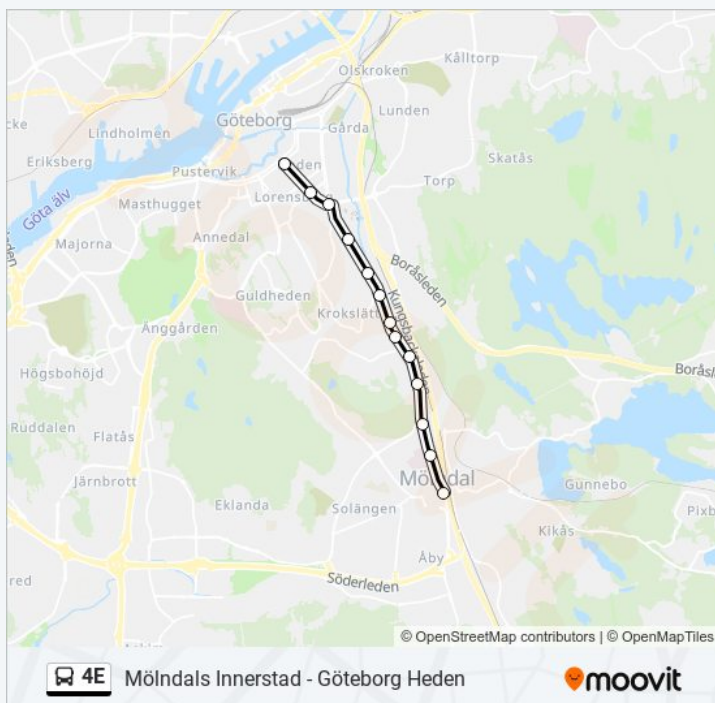 Kålltorp
Olskroken
Lunden
Göteborg
Gårda
Lindholmen
Skatås
Eriksberg
Pustervik
Torp
Lorensb
Masthugget
Göta älv
Annedal
Majorna
Boråsleden
Guldheden
Krokslätt
Änggården
Högsbohöjd
Ruddalen
Flatås
Järnbrott
Mölndal
Gunnebo
Eklanda
Solängen
Kikås
Åby
Söderleden
© OpenStreetMap contributors | © OpenMapTiles
4E Mölndals Innerstad - Göteborg Heden moovit